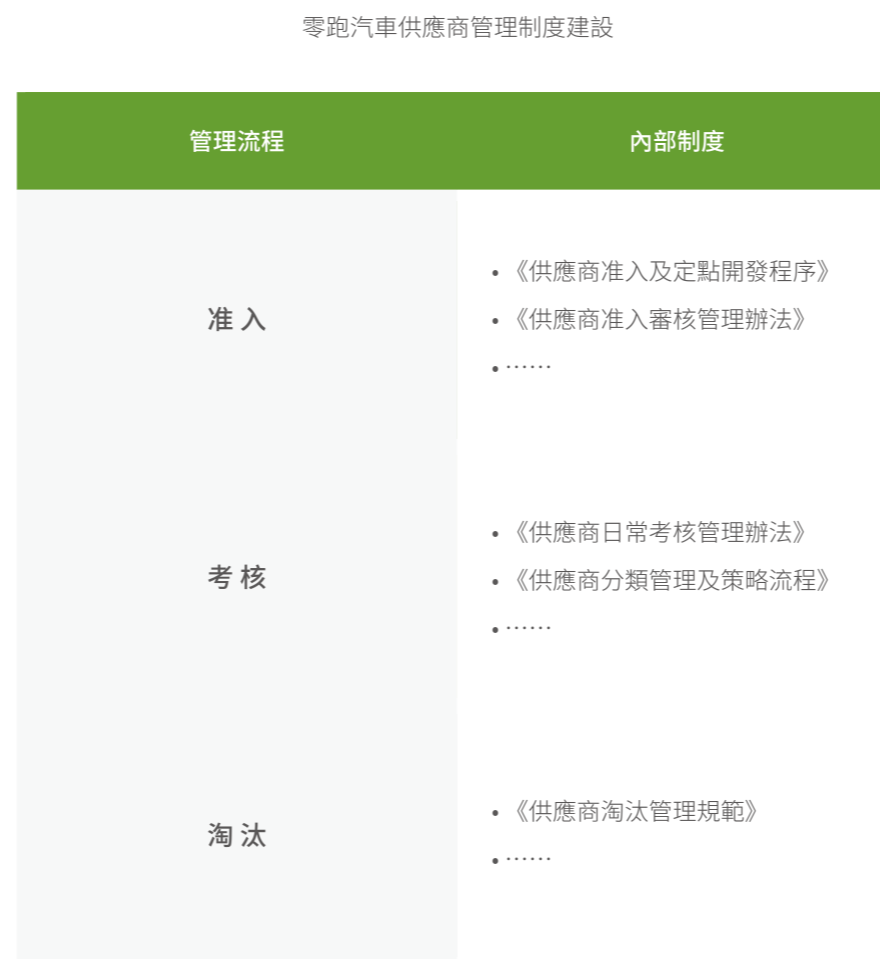 零跑汽車供應商管理制度建設
管理流程
內部制度
准入
• 《供應商准入及定點開發程序》
• 《供應商准入審核管理辦法》
• ……
考核
• 《供應商日常考核管理辦法》
• 《供應商分類管理及策略流程》
• ……
淘汰
• 《供應商淘汰管理規範》
• ……